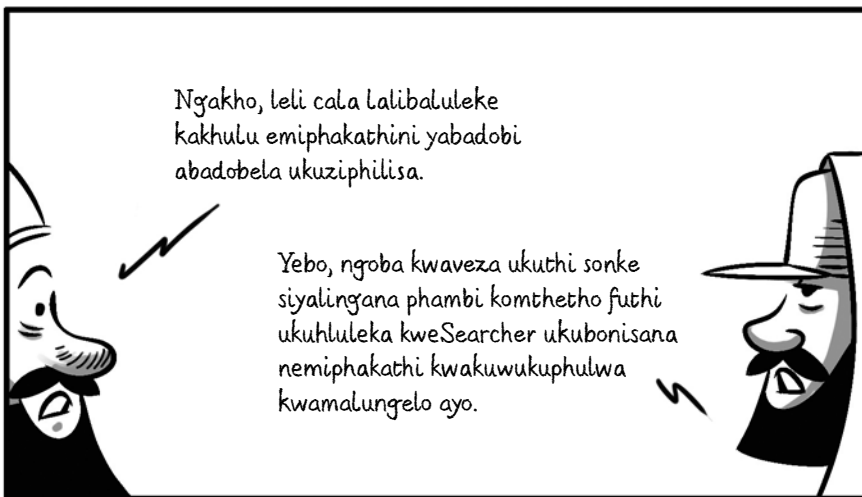 Ngakho, leli cala lalibaluleke
kakhulu emiphakathini yabadobi
abadobela ukuziphilisa.
Yebo, ngoba kwaveza ukuthi sonke
siyalingana phambi komthetho futhi
ukuhluleka kweSearcher ukubonisana
nemiphakathi kwakuwukuphulwa
kwamalungelo ayo.